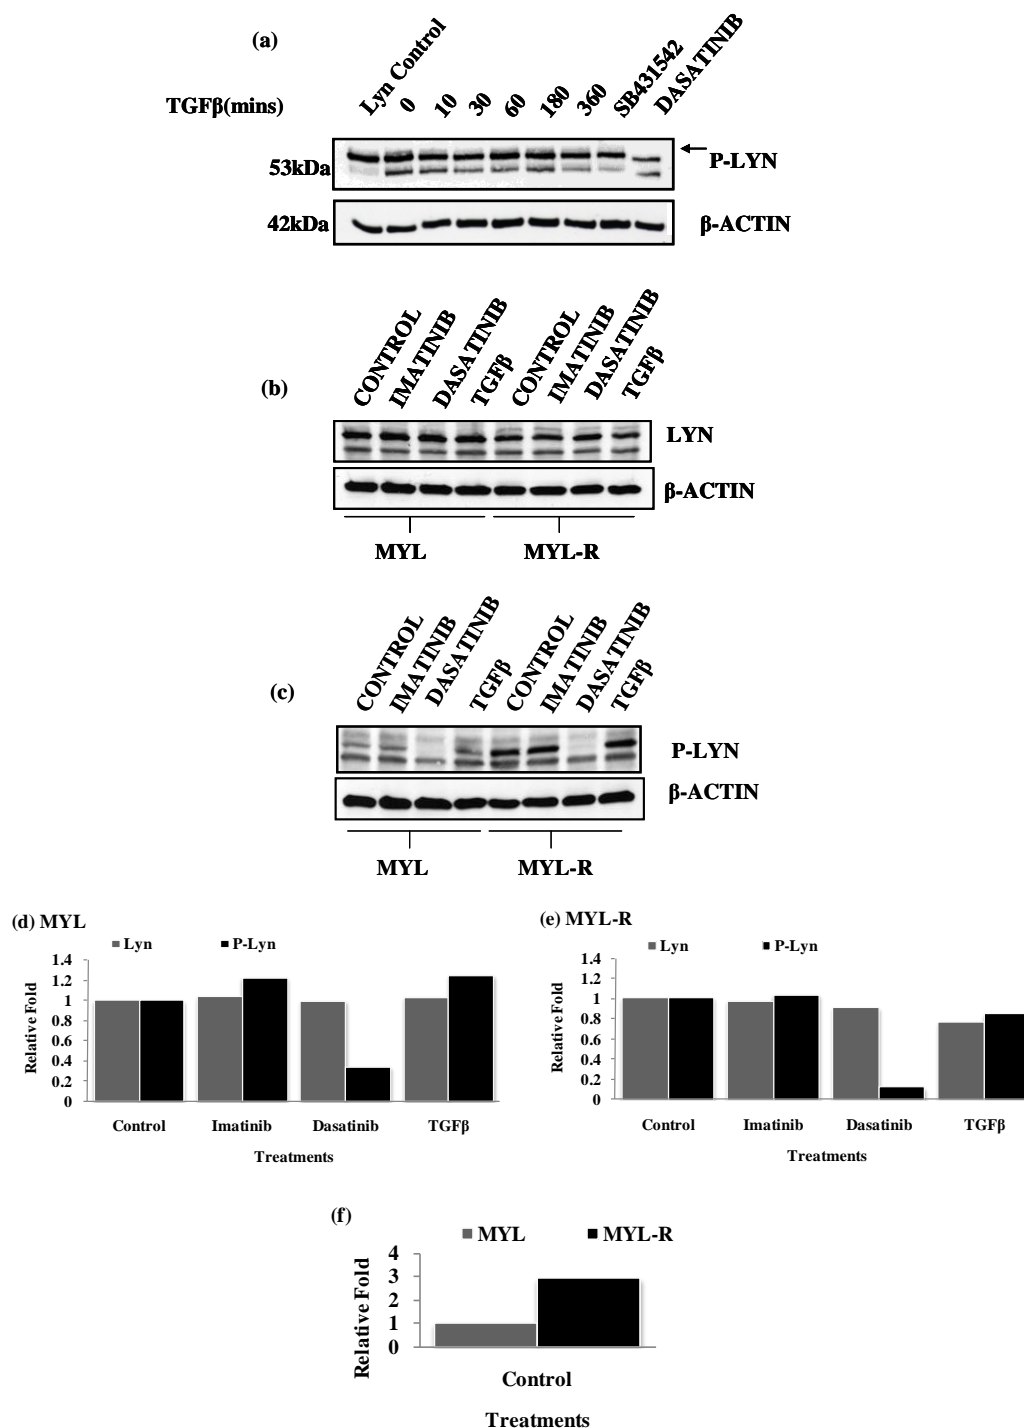 (a)
Lyn Control
TGFβ(mins) 0 10 30 60 180 360 SB431542 DASATINIB
53kDa P-LYN
42kDa β-ACTIN
(b)
CONTROL IMATINIB DASATINIB TGFβ CONTROL IMATINIB DASATINIB TGFβ
LYN
β-ACTIN
MYL MYL-R
(c)
CONTROL IMATINIB DASATINIB TGFβ CONTROL IMATINIB DASATINIB TGFβ
P-LYN
β-ACTIN
MYL MYL-R
(d) MYL
Lyn P-Lyn
Relative Fold
1.4
1.2
1
0.8
0.6
0.4
0.2
0
Control Imatinib Dasatinib TGFβ
Treatments
(e) MYL-R
Lyn P-Lyn
Relative Fold
1.4
1.2
1
0.8
0.6
0.4
0.2
0
Control Imatinib Dasatinib TGFβ
Treatments
(f)
MYL MYL-R
Relative Fold
4
3
2
1
0
Control
Treatments